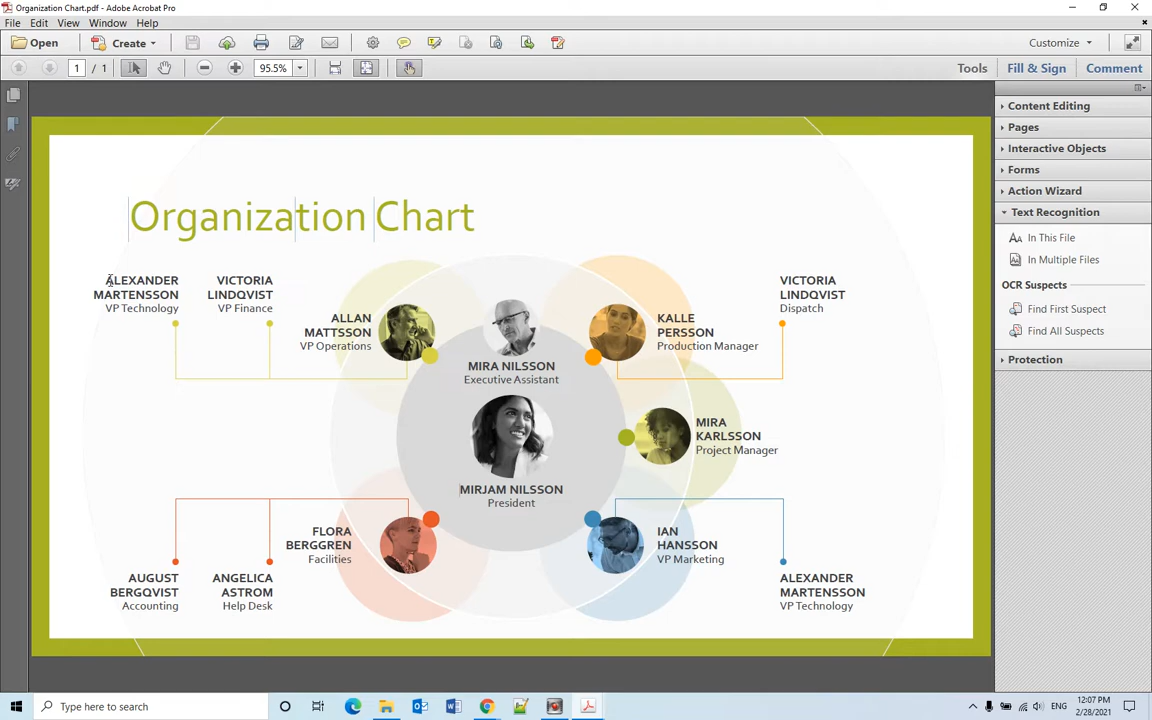 Organization Chart.pdf - Adobe Acrobat Pro
File Edit View Window Help
Open Create Customize
1 / 1 95.5% Tools Fill & Sign Comment
Content Editing
Pages
Interactive Objects
Forms
Action Wizard
Text Recognition
In This File
In Multiple Files
OCR Suspects
Find First Suspect
Find All Suspects
Protection
Organization Chart
ALEXANDER
MARTENSSON
VP Technology
VICTORIA
LINDQVIST
VP Finance
ALLAN
MATTSSON
VP Operations
MIRA NILSSON
Executive Assistant
KALLE
PERSSON
Production Manager
VICTORIA
LINDQVIST
Dispatch
MIRA
KARLSSON
Project Manager
MIRJAM NILSSON
President
FLORA
BERGGREN
Facilities
IAN
HANSSON
VP Marketing
AUGUST
BERGQVIST
Accounting
ANGELICA
ASTROM
Help Desk
ALEXANDER
MARTENSSON
VP Technology
Type here to search
ENG
12:07 PM
2/28/2021